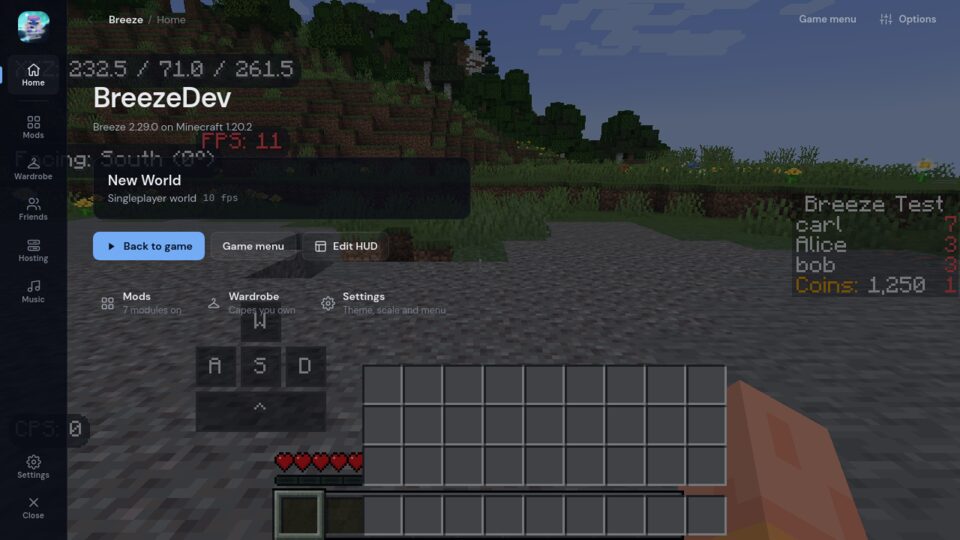 Breeze / Home
Game menu
Options
Home
232.5 / 71.0 / 261.5
BreezeDev
Breeze 2.29.0 on Minecraft 1.20.2
FPS: 11
Mods
ing: South (0°)
Wardrobe
New World
Singleplayer world 10 fps
Breeze Test
carl 7
Alice 3
bob 3
Coins: 1,250 1
Friends
Hosting
Back to game
Game menu
Edit HUD
Music
Mods
7 modules on
Wardrobe
Capes you own
Settings
Theme, scale and menu
W
A
S
D
^
CPS: 0
Settings
Close